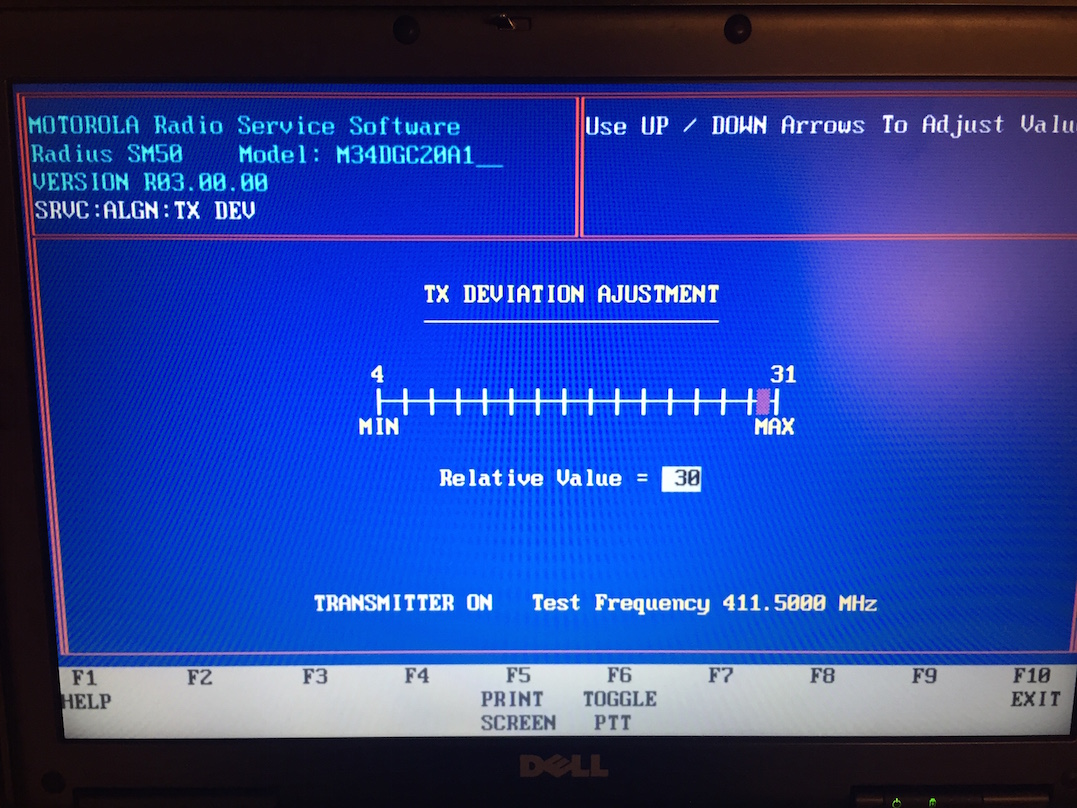 MOTOROLA Radio Service Software
Radius SM50 Model: M34DGC20A1__
VERSION R03.00.00
SRVC:ALGN:TX DEV
Use UP / DOWN Arrows To Adjust Valu
TX DEVIATION AJUSTMENT
4 31
MIN MAX
Relative Value = 30
TRANSMITTER ON Test Frequency 411.5000 MHz
F1 F2 F3 F4 F5 F6 F7 F8 F9 F10
HELP PRINT TOGGLE EXIT
SCREEN PTT
DELL